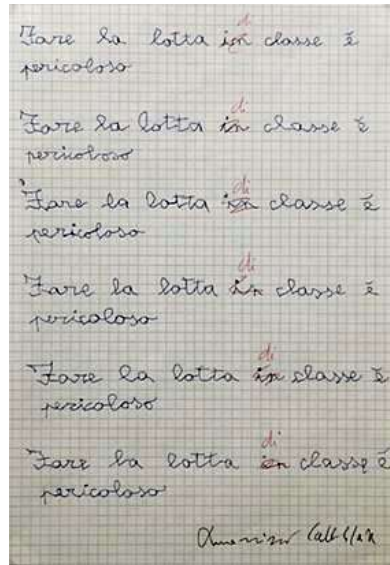 di
Fare la lotta in classe è
pericoloso
di
Fare la lotta in classe è
pericoloso
di
Fare la lotta in classe è
pericoloso
di
Fare la lotta in classe è
pericoloso
di
Fare la lotta in classe è
pericoloso
di
Fare la lotta in classe è
pericoloso